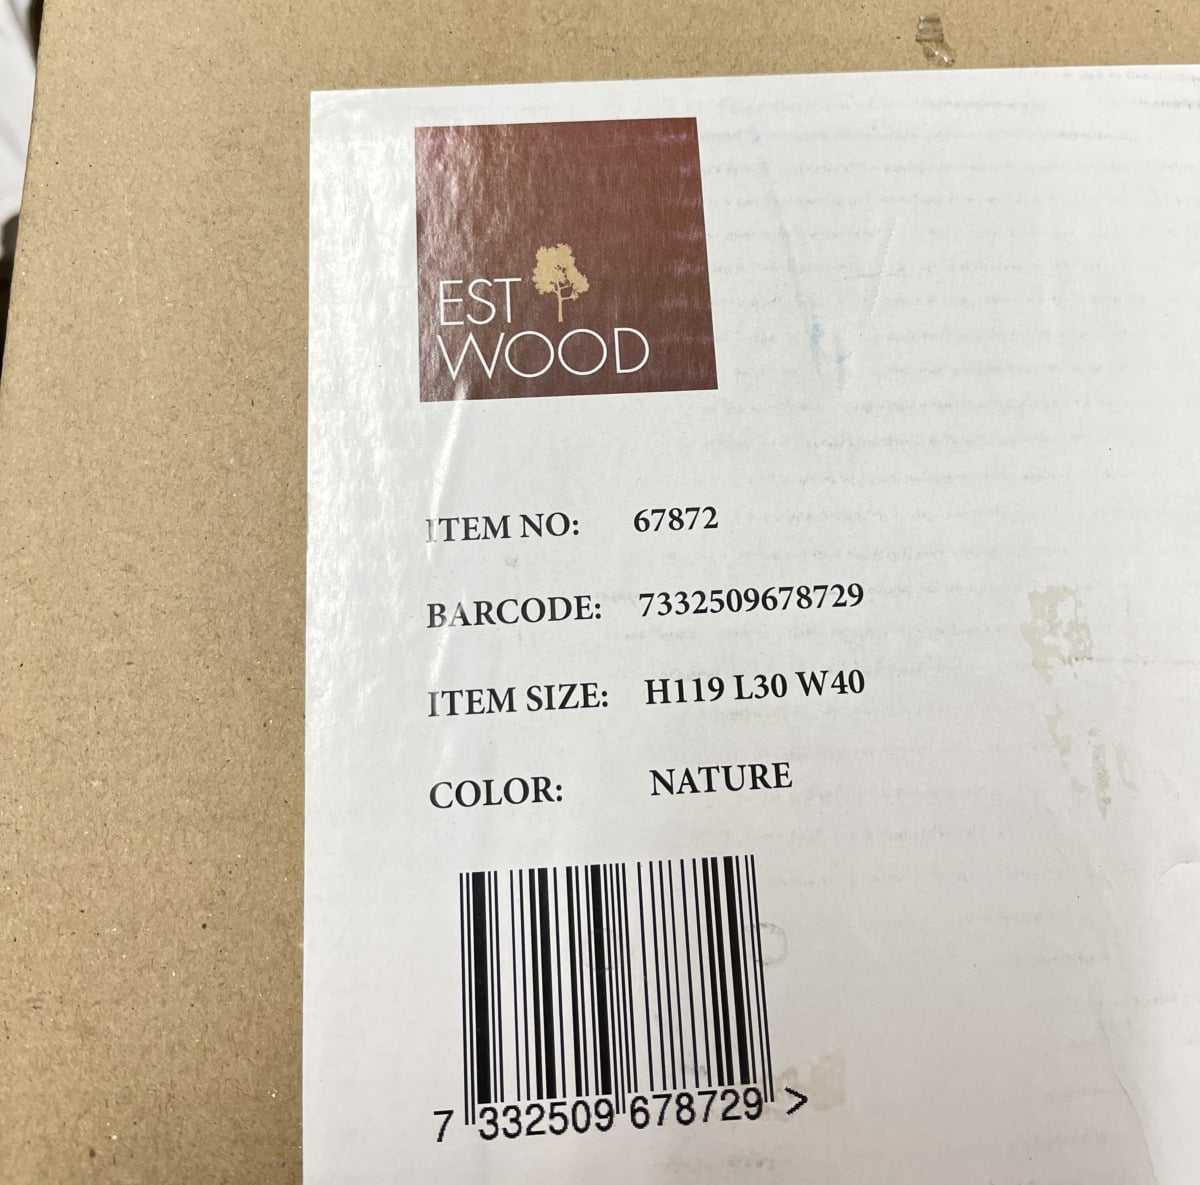 EST
WOOD
ITEM NO: 67872
BARCODE: 7332509678729
ITEM SIZE: H119 L30 W40
COLOR: NATURE
7 332509 678729 >